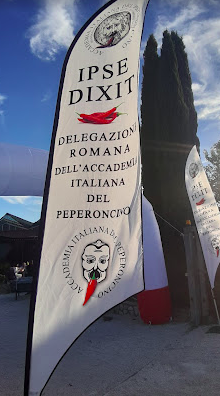 IPSE
DIXIT
DELEGAZIONE
ROMANA
DELL'ACCADEMIA
ITALIANA
DEL
PEPERONCINO
ACCADEMIA ITALIANA DEL PEPERONCINO